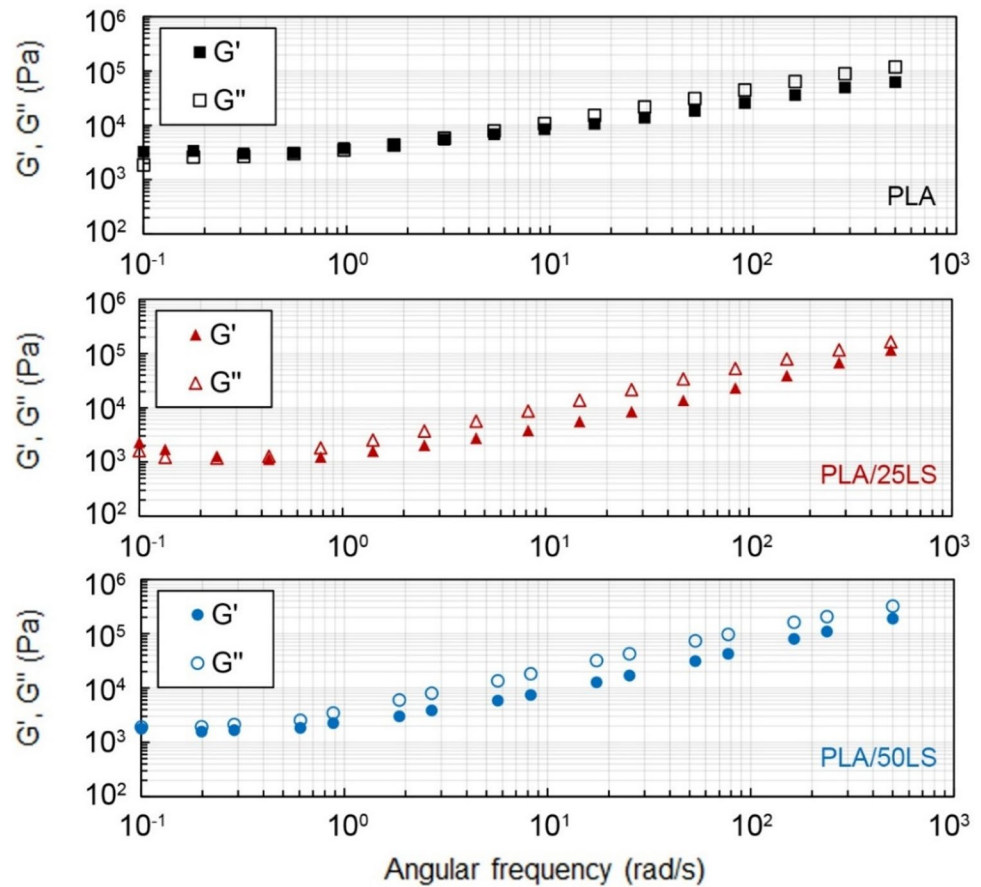 G', G" (Pa)
10⁶
10⁵
10⁴
10³
10²
G'
G"
PLA
10⁻¹
10⁰
10¹
10²
10³
G', G" (Pa)
10⁶
10⁵
10⁴
10³
10²
G'
G"
PLA/25LS
10⁻¹
10⁰
10¹
10²
10³
G', G" (Pa)
10⁶
10⁵
10⁴
10³
10²
G'
G"
PLA/50LS
10⁻¹
10⁰
10¹
10²
10³
Angular frequency (rad/s)